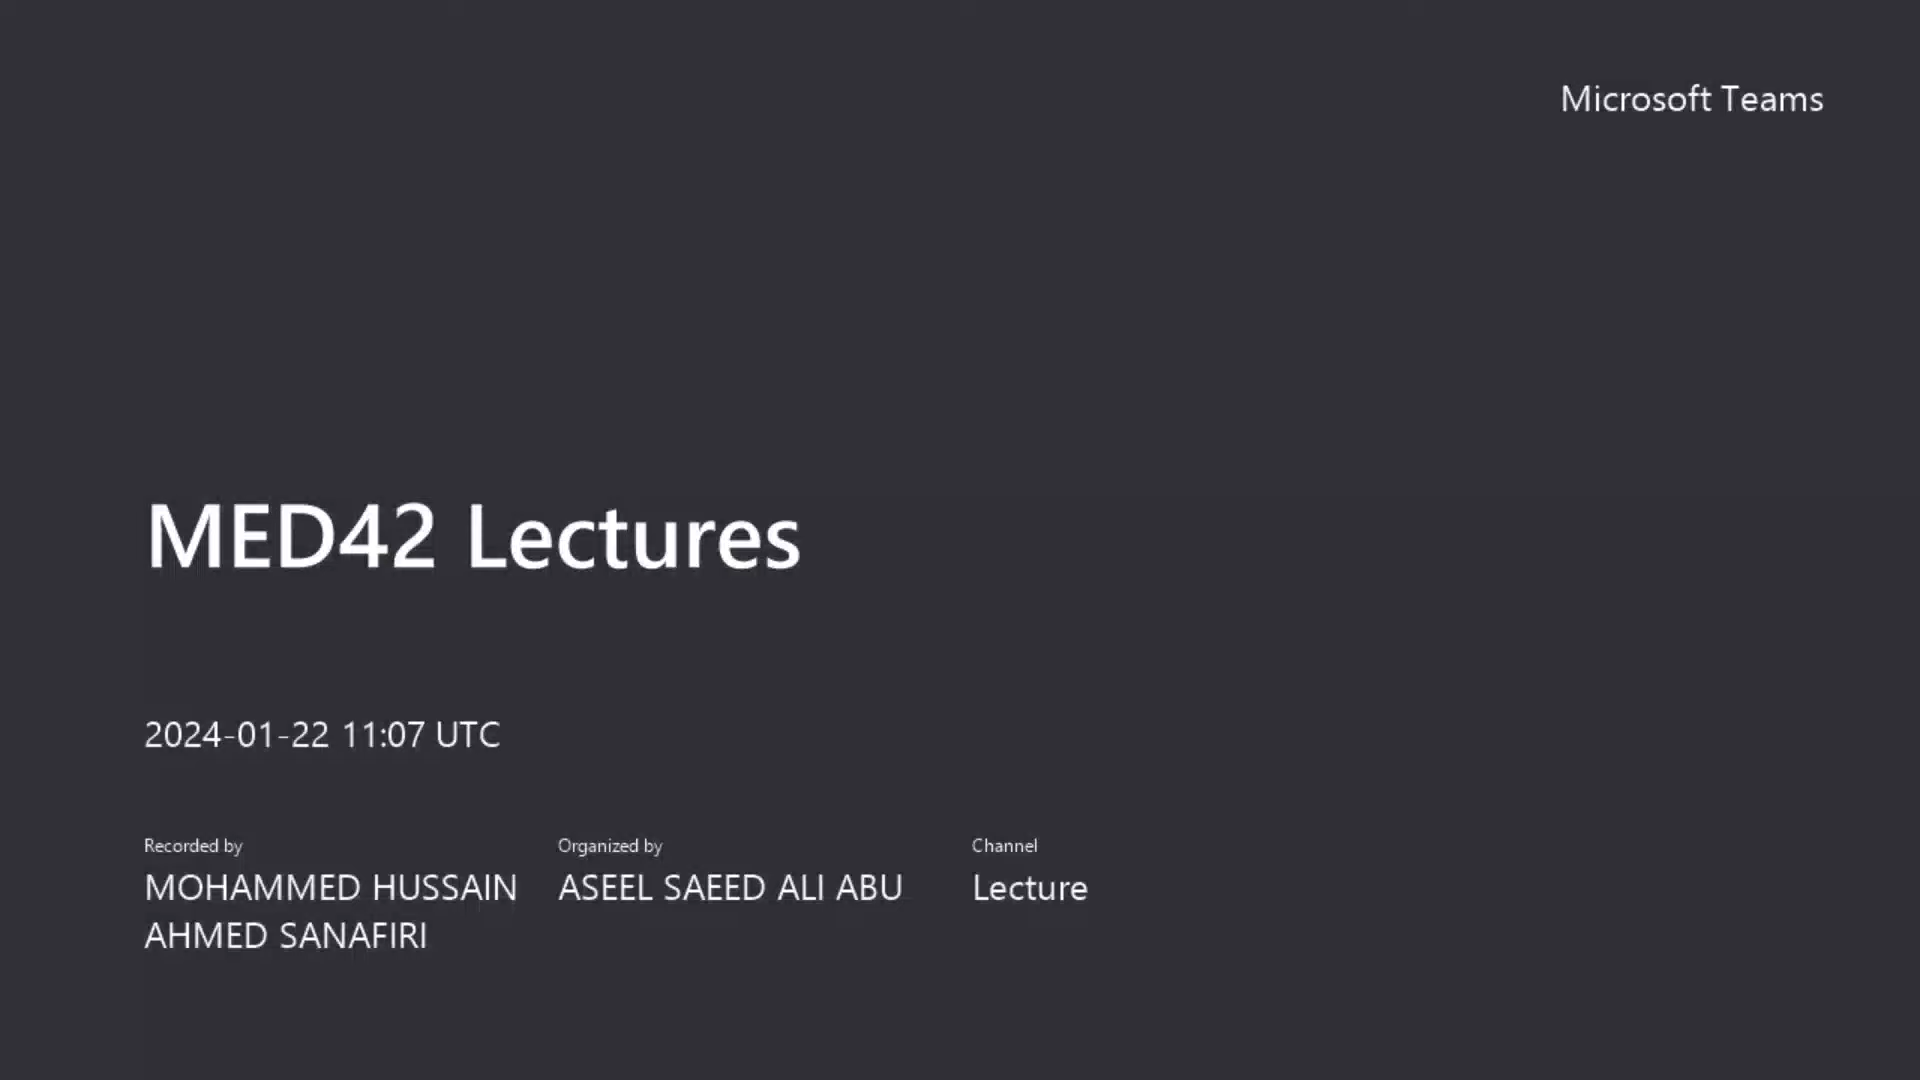 Microsoft Teams
MED42 Lectures
2024-01-22 11:07 UTC
Recorded by
MOHAMMED HUSSAIN
AHMED SANAFIRI
Organized by
ASEEL SAEED ALI ABU
Channel
Lecture